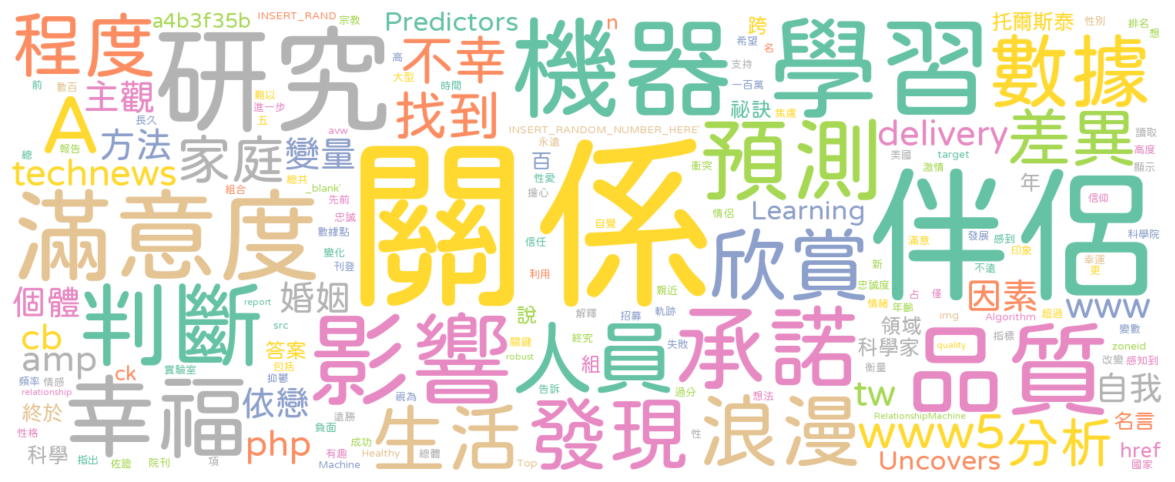 程度
a4b3f35b
INSERT_RAND
宗教
Predictors
n
跨
托爾斯泰
性別
排名
研究
不幸
機器
學習
數據
想
希望
名
高
支持
大型
前
數百
主觀
難以
進一步
五
找到
時間
一百萬
祕訣
焦慮
A
長久
INSERT_RANDOM_NUMBER_HERE
預測
delivery
差異
讀取
高度
總
報告
avw
方法
家庭
變量
永遠
美國
target
顯示
technews
總共
_blank
百
性愛
衝突
激情
年
信仰
組合
先前
擔心
關係
伴侶
滿意度
忠誠
數據點
自覺
情侶
Learning
變化
信任
欣賞
滿意
發展
感到
印象
科學院
刊登
利用
新
不遠
幸運
更
個體
判斷
report
婚姻
親近
忠誠度
占
僅
因素
www
src
影響
說
招募
軌跡
情緒
年齡
img
Algorithm
超過
變數
cb
答案
解釋
承諾
領域
指標
amp
包括
關鍵
終究
人員
組
失敗
科學家
quality
品質
zoneid
ck
實驗室
robust
衡量
改變
感知到
頻率
情感
抑鬱
幸福
告訴
過分
自我
relationship
依戀
視為
想法
tw
終於
負面
遠勝
生活
發現
浪漫
RelationshipMachine
名言
性格
php
成功
性
www5
分析
科學
指出
佐證
院刊
項
有趣
Healthy
總體
Top
Uncovers
href
Machine
國家